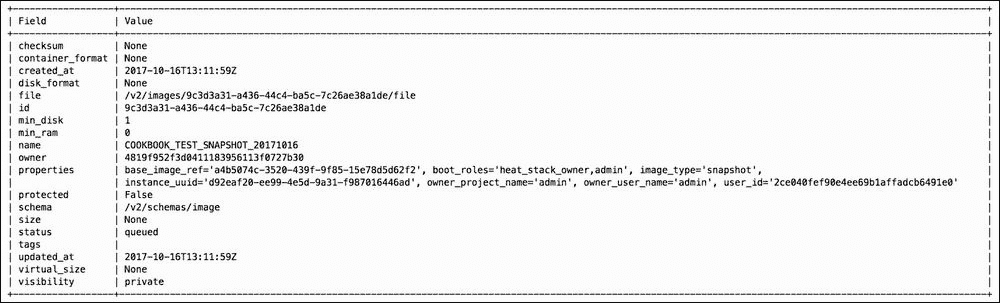 Field Value
checksum None
container_format None
created_at 2017-10-16T13:11:59Z
disk_format None
file /v2/images/9c3d3a31-a436-44c4-ba5c-7c26ae38a1de/file
id 9c3d3a31-a436-44c4-ba5c-7c26ae38a1de
min_disk 1
min_ram 0
name COOKBOOK_TEST_SNAPSHOT_20171016
owner 4819f952f3d0411183956113f0727b30
properties base_image_ref='a4b5074c-3520-439f-9f85-15e78d5d62f2', boot_roles='heat_stack_owner,admin', image_type='snapshot',
instance_uuid='d92eaf20-ee99-4e5d-9a31-f987016446ad', owner_project_name='admin', owner_user_name='admin', user_id='2ce040fef90e4ee69b1affadcb6491e0'
protected False
schema /v2/schemas/image
size None
status queued
tags
updated_at 2017-10-16T13:11:59Z
virtual_size None
visibility private